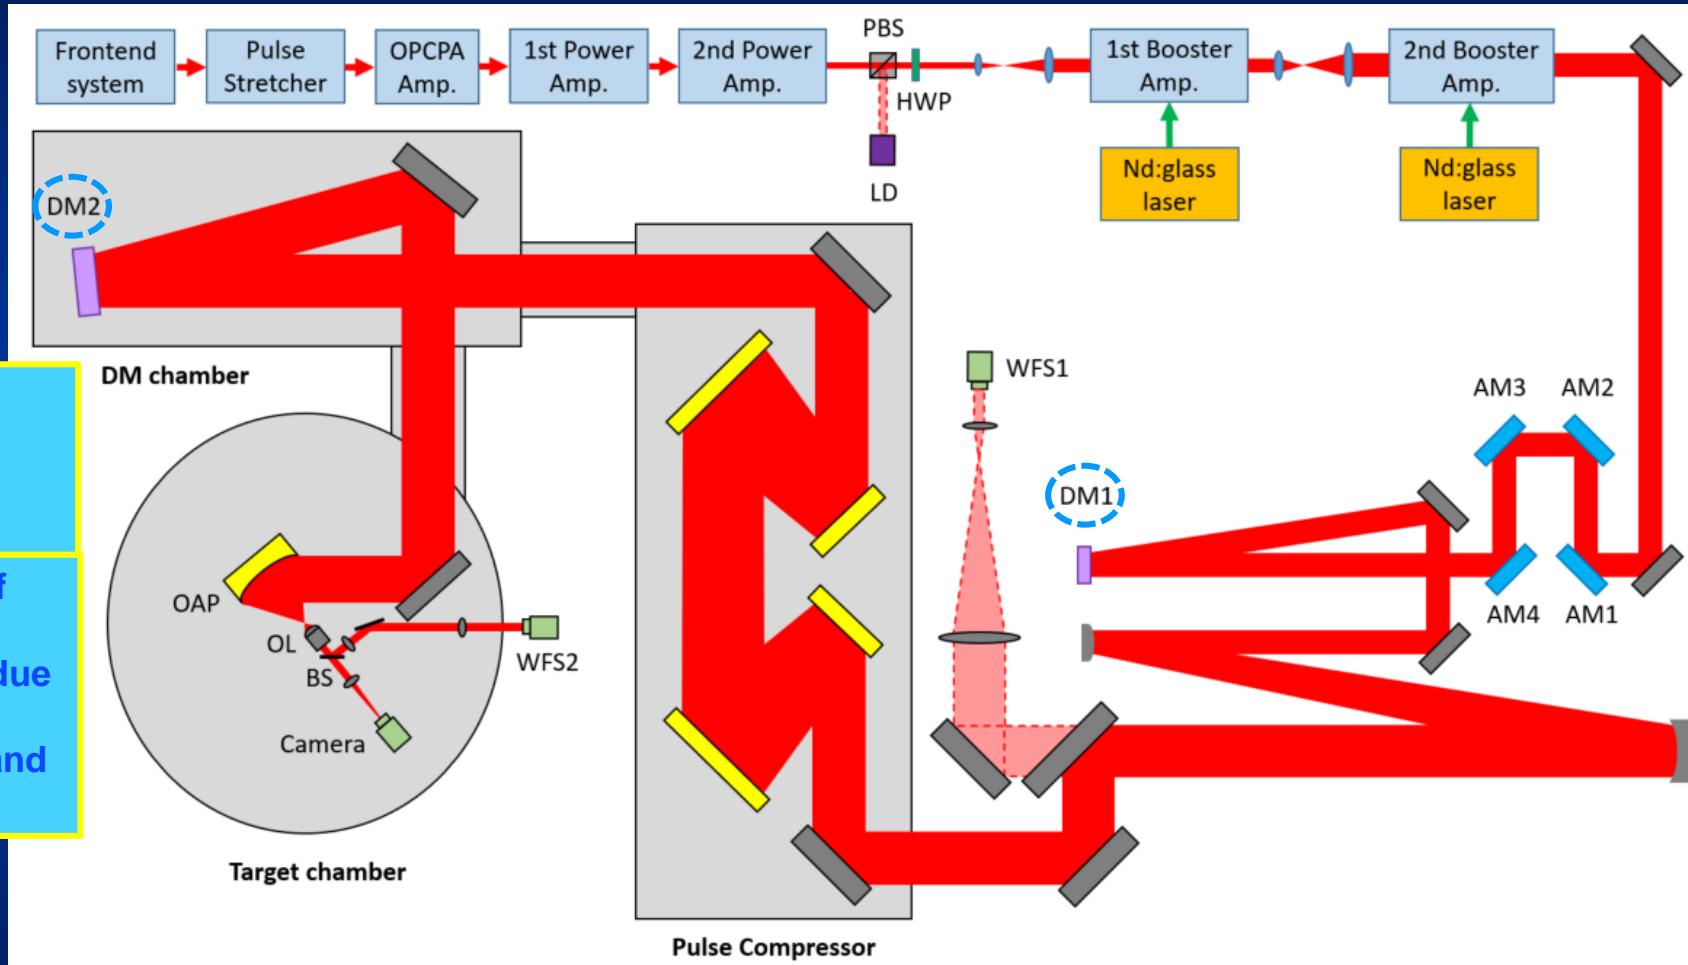 Frontend
system
Pulse
Stretcher
OPCPA
Amp.
1st Power
Amp.
2nd Power
Amp.
PBS
HWP
LD
1st Booster
Amp.
2nd Booster
Amp.
Nd:glass
laser
Nd:glass
laser
DM2
DM chamber
WFS1
AM3
AM2
DM1
AM4
AM1
OAP
OL
BS
WFS2
Camera
Target chamber
Pulse Compressor
f
due
and